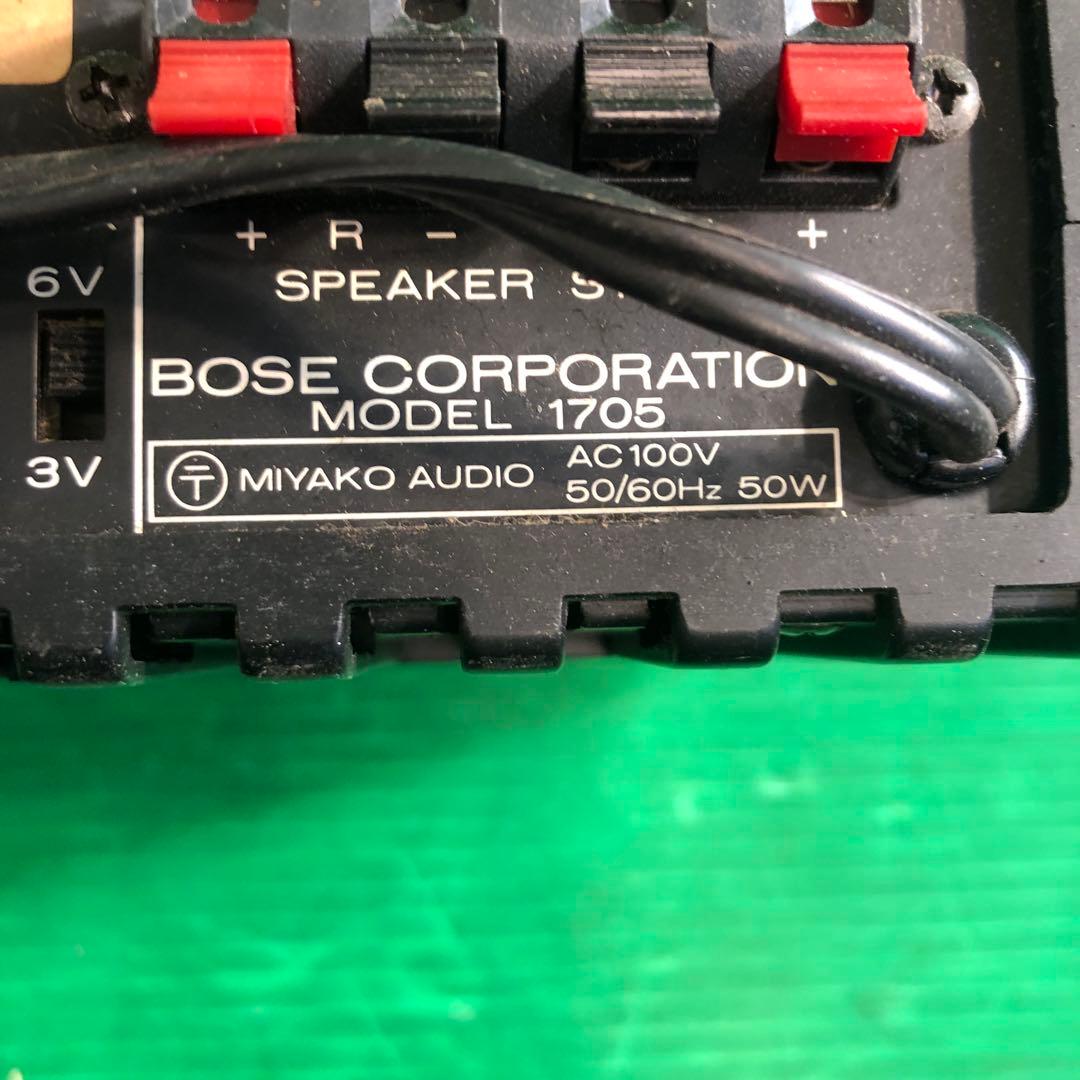 + R - +
SPEAKER
6V
3V
BOSE CORPORATION
MODEL 1705
MIYAKO AUDIO
AC100V
50/60Hz 50W